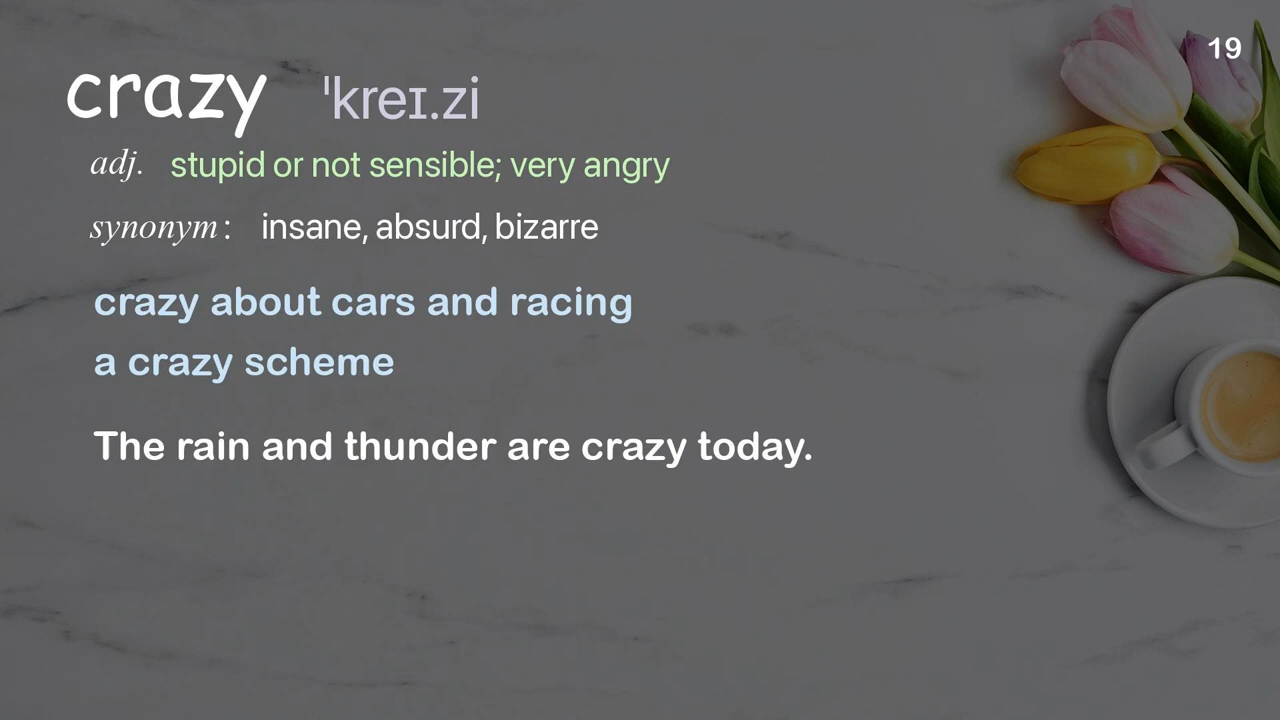 19
crazy ˈkreɪ.zi
adj. stupid or not sensible; very angry
synonym: insane, absurd, bizarre
crazy about cars and racing
a crazy scheme
The rain and thunder are crazy today.